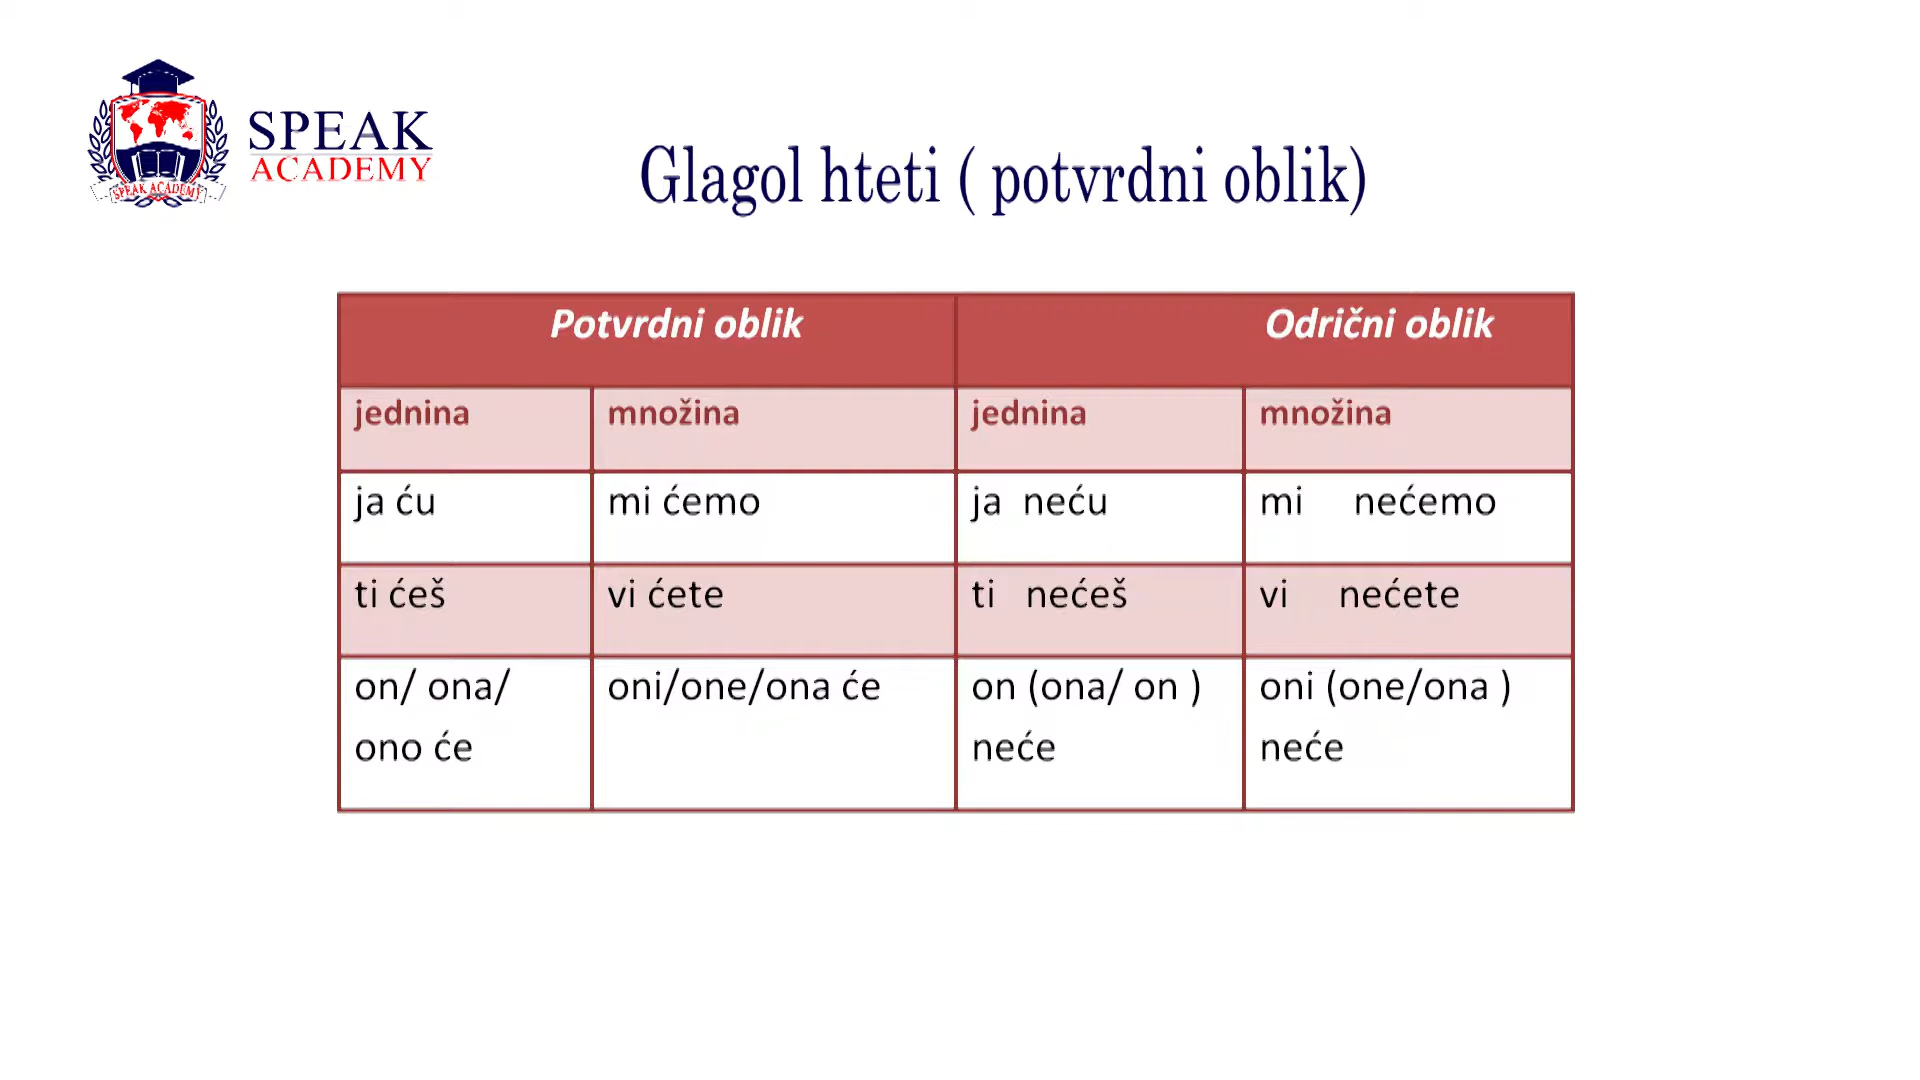 SPEAK
ACADEMY
SPEAK ACADEMY
Glagol hteti ( potvrdni oblik)
Potvrdni oblik Odrični oblik
jednina množina jednina množina
ja ću mi ćemo ja neću mi nećemo
ti ćeš vi ćete ti nećeš vi nećete
on/ ona/ oni/one/ona će on (ona/ on ) oni (one/ona )
ono će neće neće